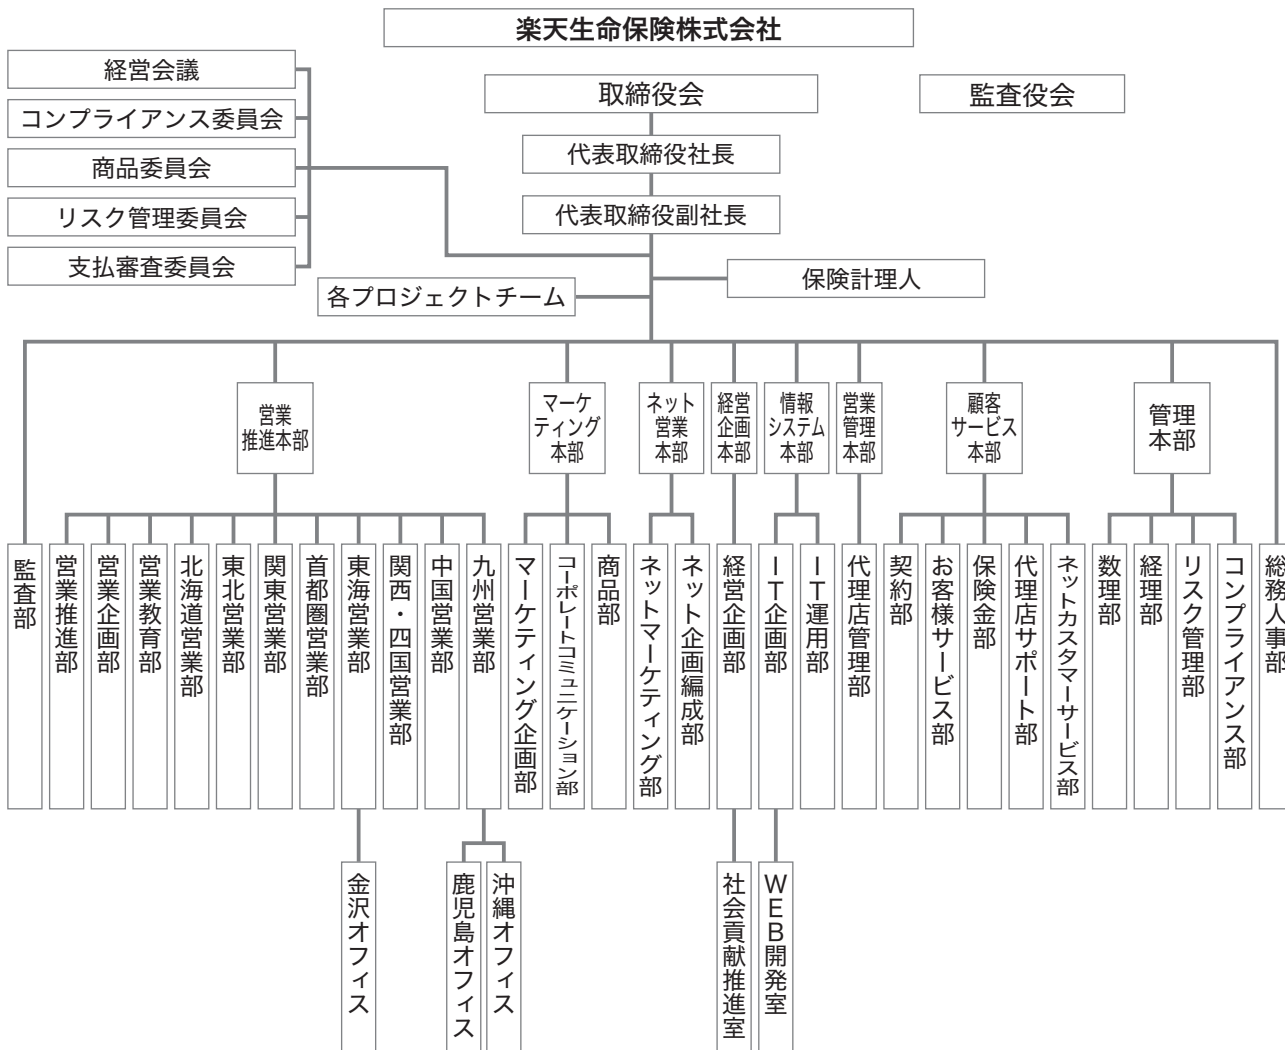 楽天生命保険株式会社
経営会議
コンプライアンス委員会
商品委員会
リスク管理委員会
支払審査委員会
取締役会
監査役会
代表取締役社長
代表取締役副社長
保険計理人
各プロジェクトチーム
営業
推進本部
マーケ
ティング
本部
ネット
営業
本部
経営
企画
本部
情報
システム
本部
営業
管理
本部
顧客
サービス
本部
管理
本部
監査部
営業推進部
営業企画部
営業教育部
北海道営業部
東北営業部
関東営業部
首都圏営業部
東海営業部
関西・四国営業部
中国営業部
九州営業部
マーケティング企画部
コーポレートコミュニケーション部
商品部
ネットマーケティング部
ネット企画編成部
経営企画部
IT企画部
IT運用部
代理店管理部
契約部
お客様サービス部
保険金部
代理店サポート部
ネットカスタマーサービス部
数理部
経理部
リスク管理部
コンプライアンス部
総務人事部
金沢オフィス
鹿児島オフィス
沖縄オフィス
社会貢献推進室
WEB開発室